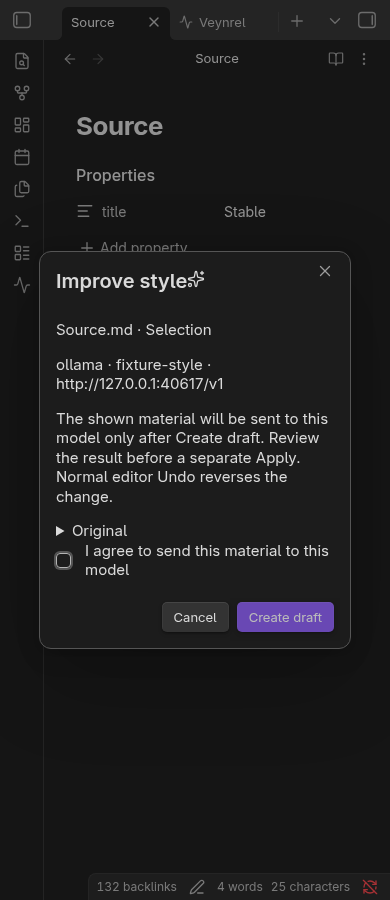 Source
Veynrel
Source
Source
Properties
title
Stable
Add property
Improve style
Source.md · Selection
ollama · fixture-style ·
http://127.0.0.1:40617/v1
The shown material will be sent to this
model only after Create draft. Review
the result before a separate Apply.
Normal editor Undo reverses the
change.
Original
I agree to send this material to this
model
Cancel
Create draft
132 backlinks
4 words
25 characters